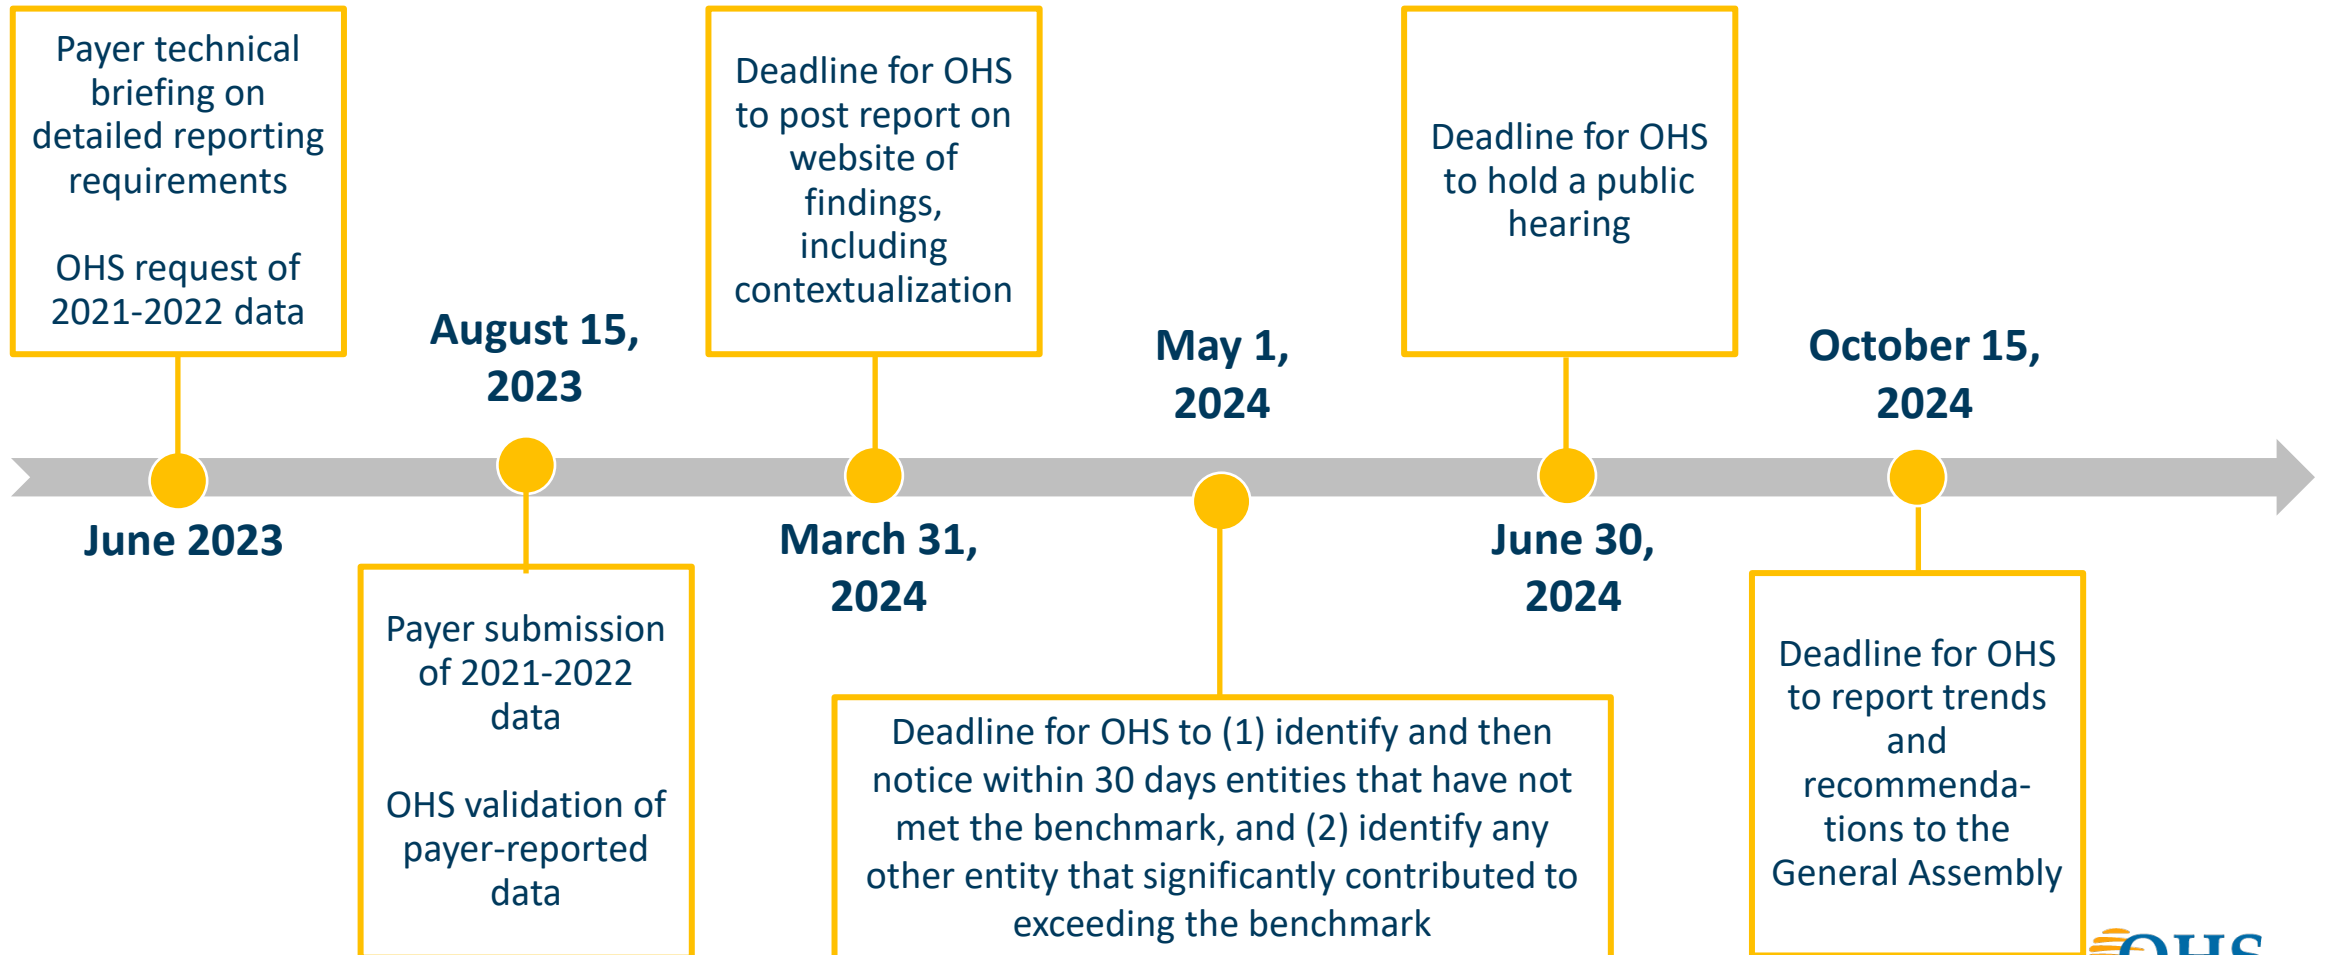 Payer technical
briefing on
detailed reporting
requirements
OHS request of
2021-2022 data
June 2023
August 15,
2023
Payer submission
of 2021-2022
data
OHS validation of
payer-reported
data
Deadline for OHS
to post report on
website of
findings,
including
contextualization
March 31,
2024
May 1,
2024
Deadline for OHS to (1) identify and then
notice within 30 days entities that have not
met the benchmark, and (2) identify any
other entity that significantly contributed to
exceeding the benchmark
Deadline for OHS
to hold a public
hearing
June 30,
2024
October 15,
2024
Deadline for OHS
to report trends
and
recommenda-
tions to the
General Assembly
OHS